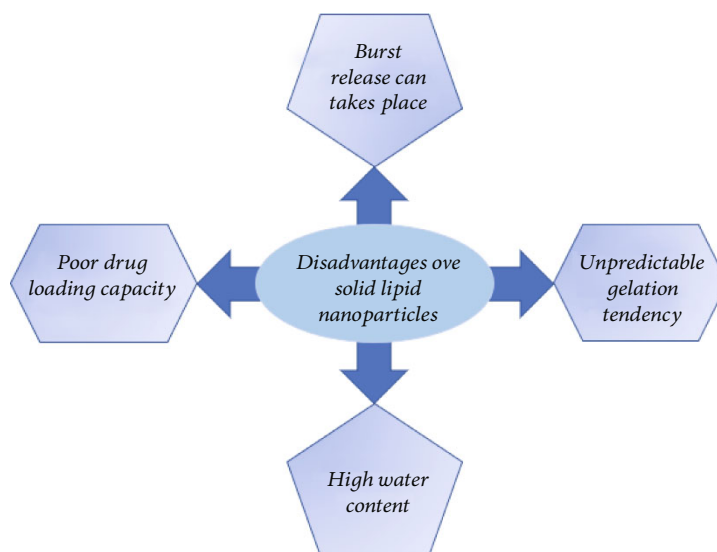 Burst
release can
takes place
Poor drug
loading capacity
Disadvantages ove
solid lipid
nanoparticles
Unpredictable
gelation
tendency
High water
content